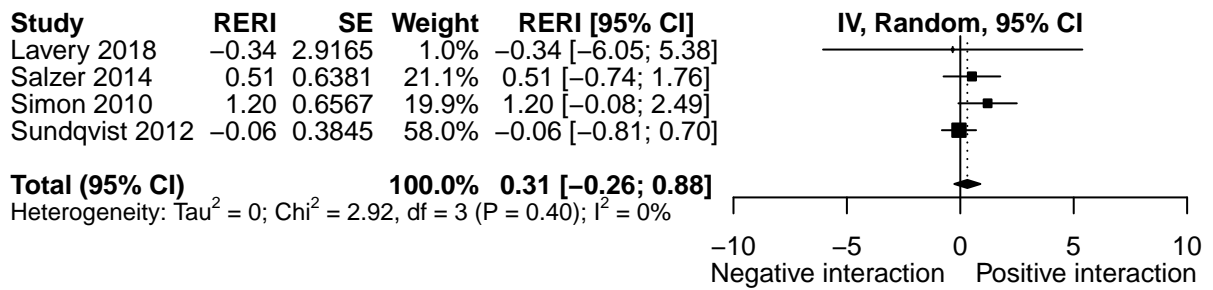 Study RERI SE Weight RERI [95% CI] IV, Random, 95% CI
Lavery 2018 −0.34 2.9165 1.0% −0.34 [−6.05; 5.38]
Salzer 2014 0.51 0.6381 21.1% 0.51 [−0.74; 1.76]
Simon 2010 1.20 0.6567 19.9% 1.20 [−0.08; 2.49]
Sundqvist 2012 −0.06 0.3845 58.0% −0.06 [−0.81; 0.70]
Total (95% CI) 100.0% 0.31 [−0.26; 0.88]
Heterogeneity: Tau² = 0; Chi² = 2.92, df = 3 (P = 0.40); I² = 0%
−10 −5 0 5 10
Negative interaction Positive interaction